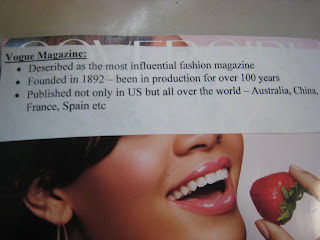 COVERGIRL
Vogue Magazine:
• Described as the most influential fashion magazine
• Founded in 1892 – been in production for over 100 years
• Published not only in US but all over the world – Australia, China,
France, Spain etc